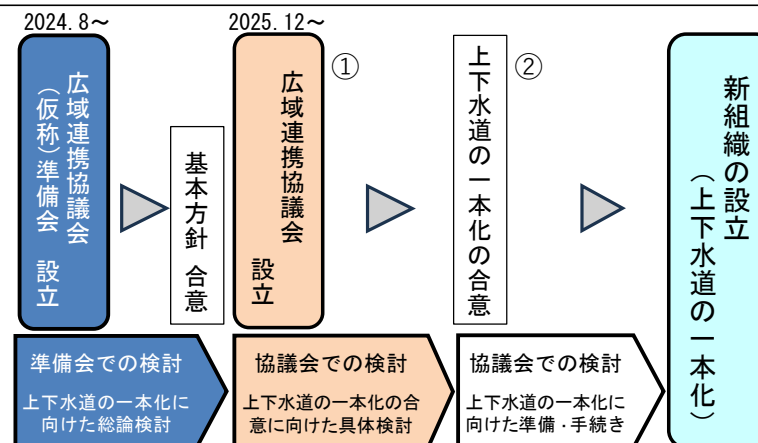 2024.8～
広域連携協議会
（仮称）準備会 設立
基本方針 合意
2025.12～
①
広域連携協議会
設立
上下水道の一本化の合意
②
新組織の設立
（上下水道の一本化）
準備会での検討
上下水道の一本化に
向けた総論検討
協議会での検討
上下水道の一本化の合
意に向けた具体検討
協議会での検討
上下水道の一本化に
向けた準備・手続き